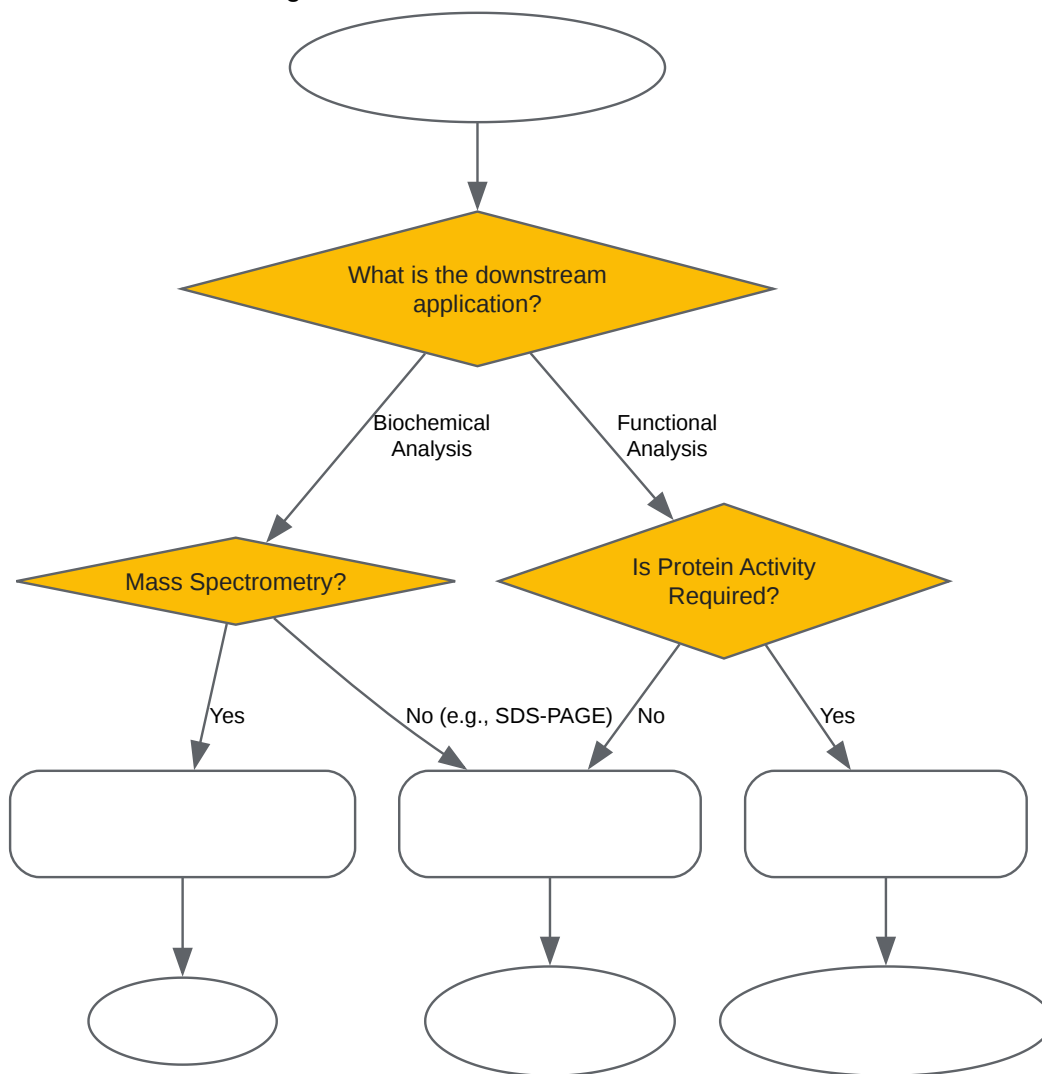 What is the downstream
application?
Biochemical
Analysis
Functional
Analysis
Mass Spectrometry?
Is Protein Activity
Required?
Yes
No (e.g., SDS-PAGE)
No
Yes